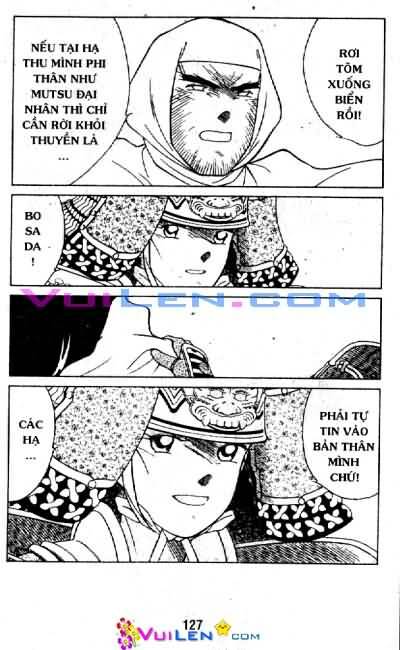 RƠI
TÕM
XUỐNG
BIỂN
RỒI!
NẾU TẠI HẠ
THU MÌNH PHI
THÂN NHƯ
MUTSU ĐẠI
NHÂN THÌ CHỈ
CẦN RỜI KHỎI
THUYỀN LÀ
...
BO
SA
DA
!
VUILEN.COM
PHẢI TỰ
TIN VÀO
BẢN THÂN
MÌNH
CHỨ!
CÁC
HẠ
...
127
VUILEN.COM